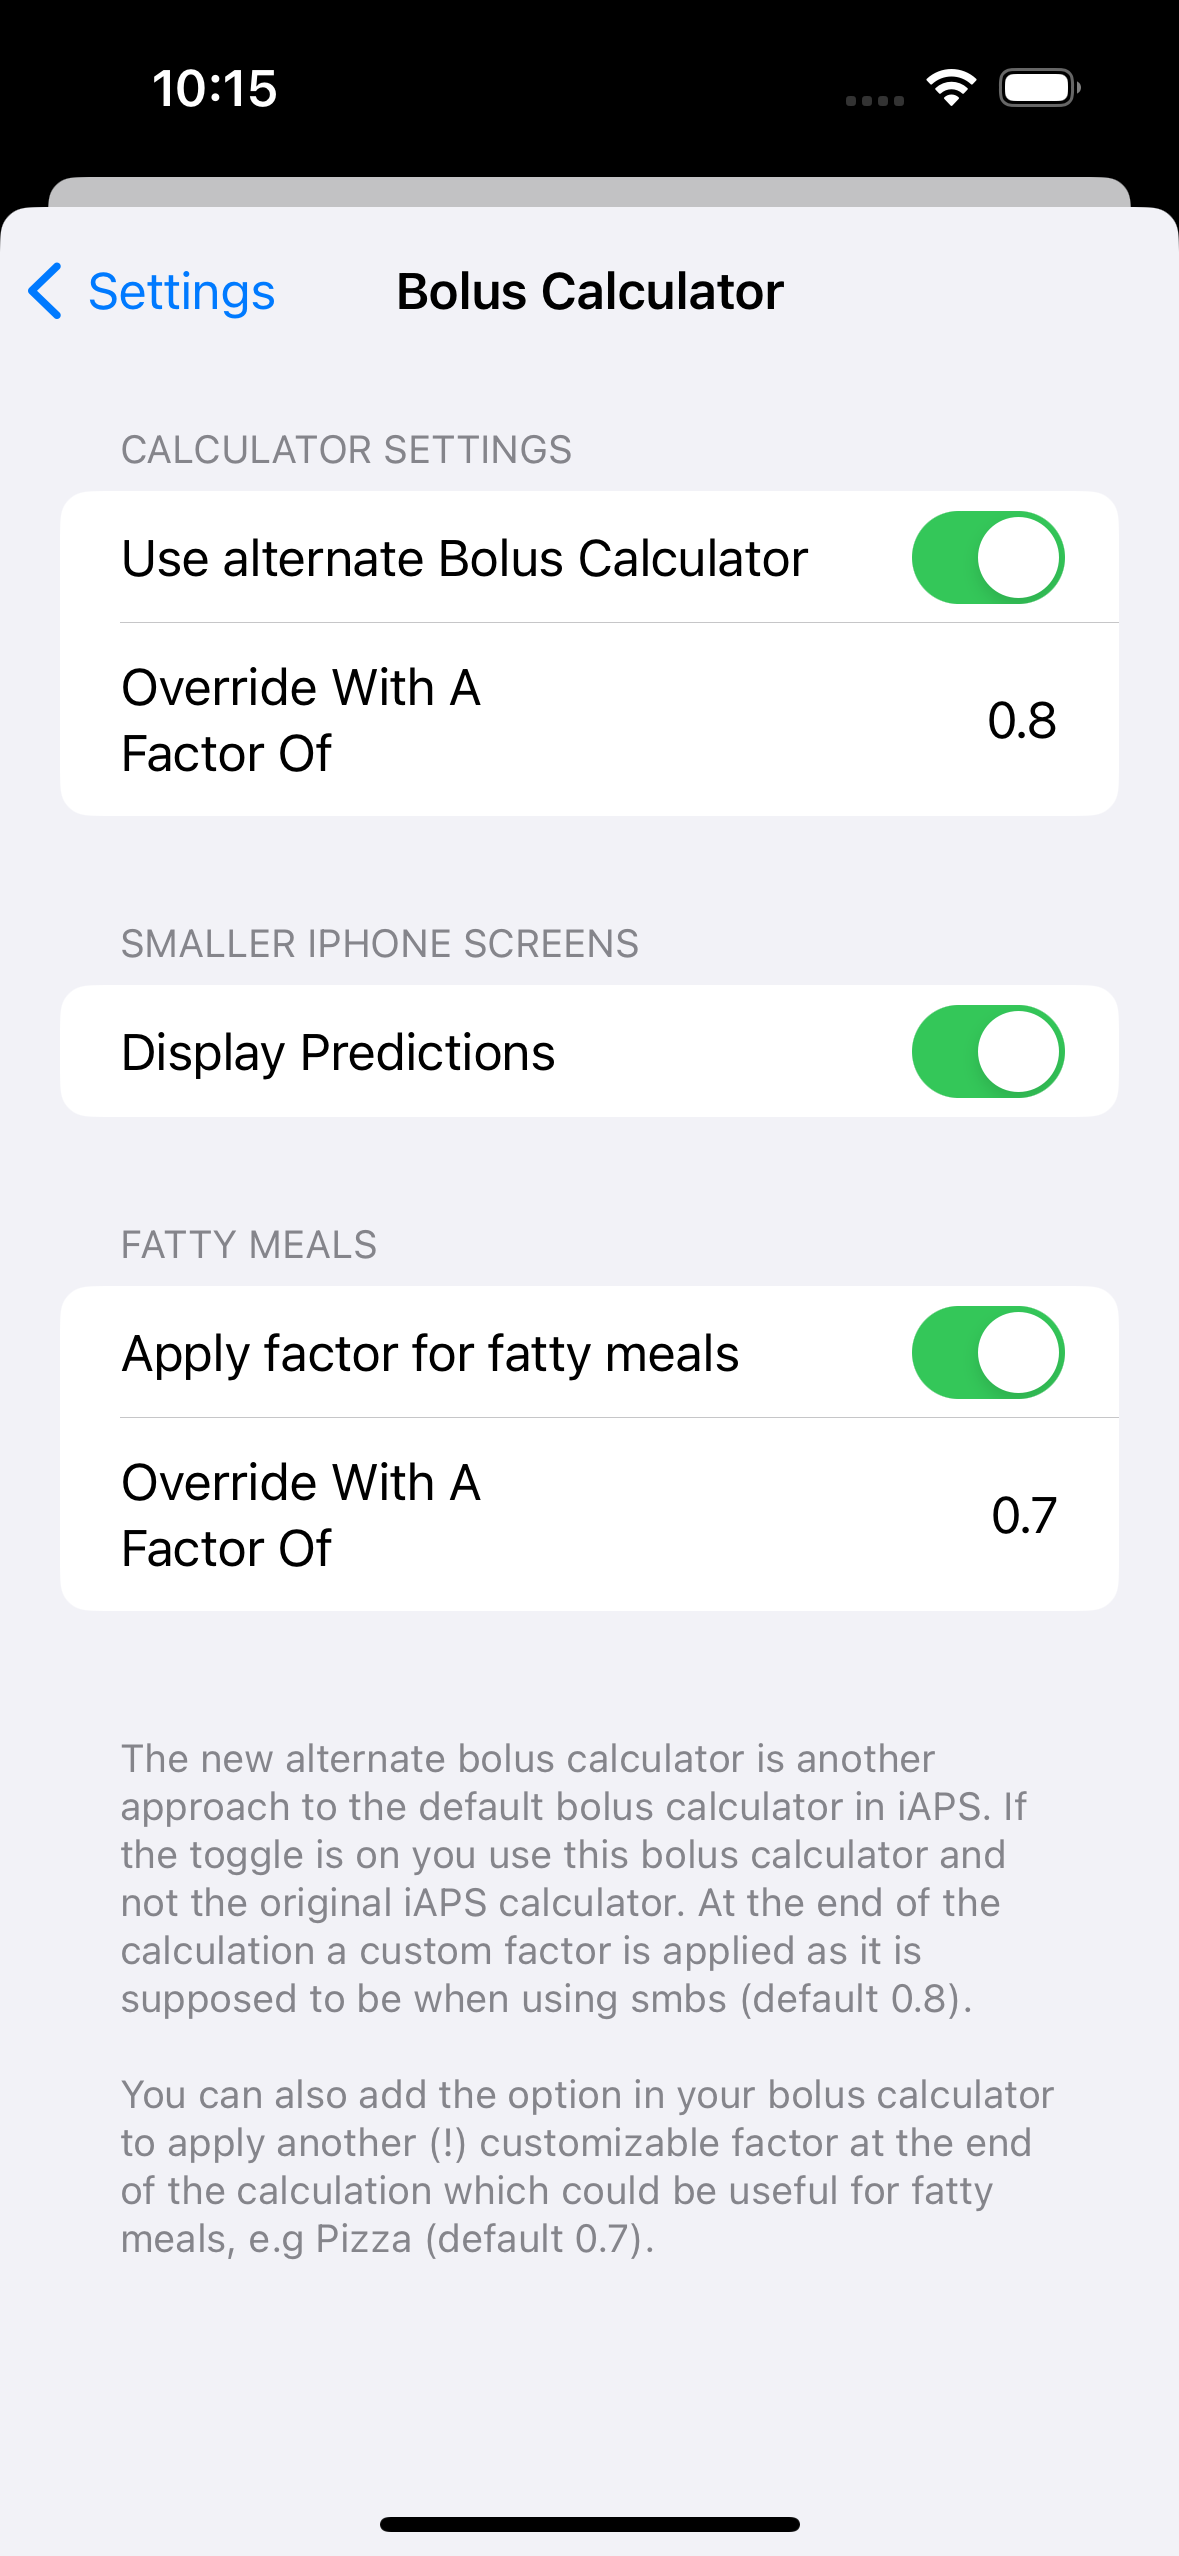 10:15
Settings
Bolus Calculator
CALCULATOR SETTINGS
Use alternate Bolus Calculator
Override With A
Factor Of
0.8
SMALLER IPHONE SCREENS
Display Predictions
FATTY MEALS
Apply factor for fatty meals
Override With A
Factor Of
0.7
The new alternate bolus calculator is another
approach to the default bolus calculator in iAPS. If
the toggle is on you use this bolus calculator and
not the original iAPS calculator. At the end of the
calculation a custom factor is applied as it is
supposed to be when using smbs (default 0.8).
You can also add the option in your bolus calculator
to apply another (!) customizable factor at the end
of the calculation which could be useful for fatty
meals, e.g Pizza (default 0.7).